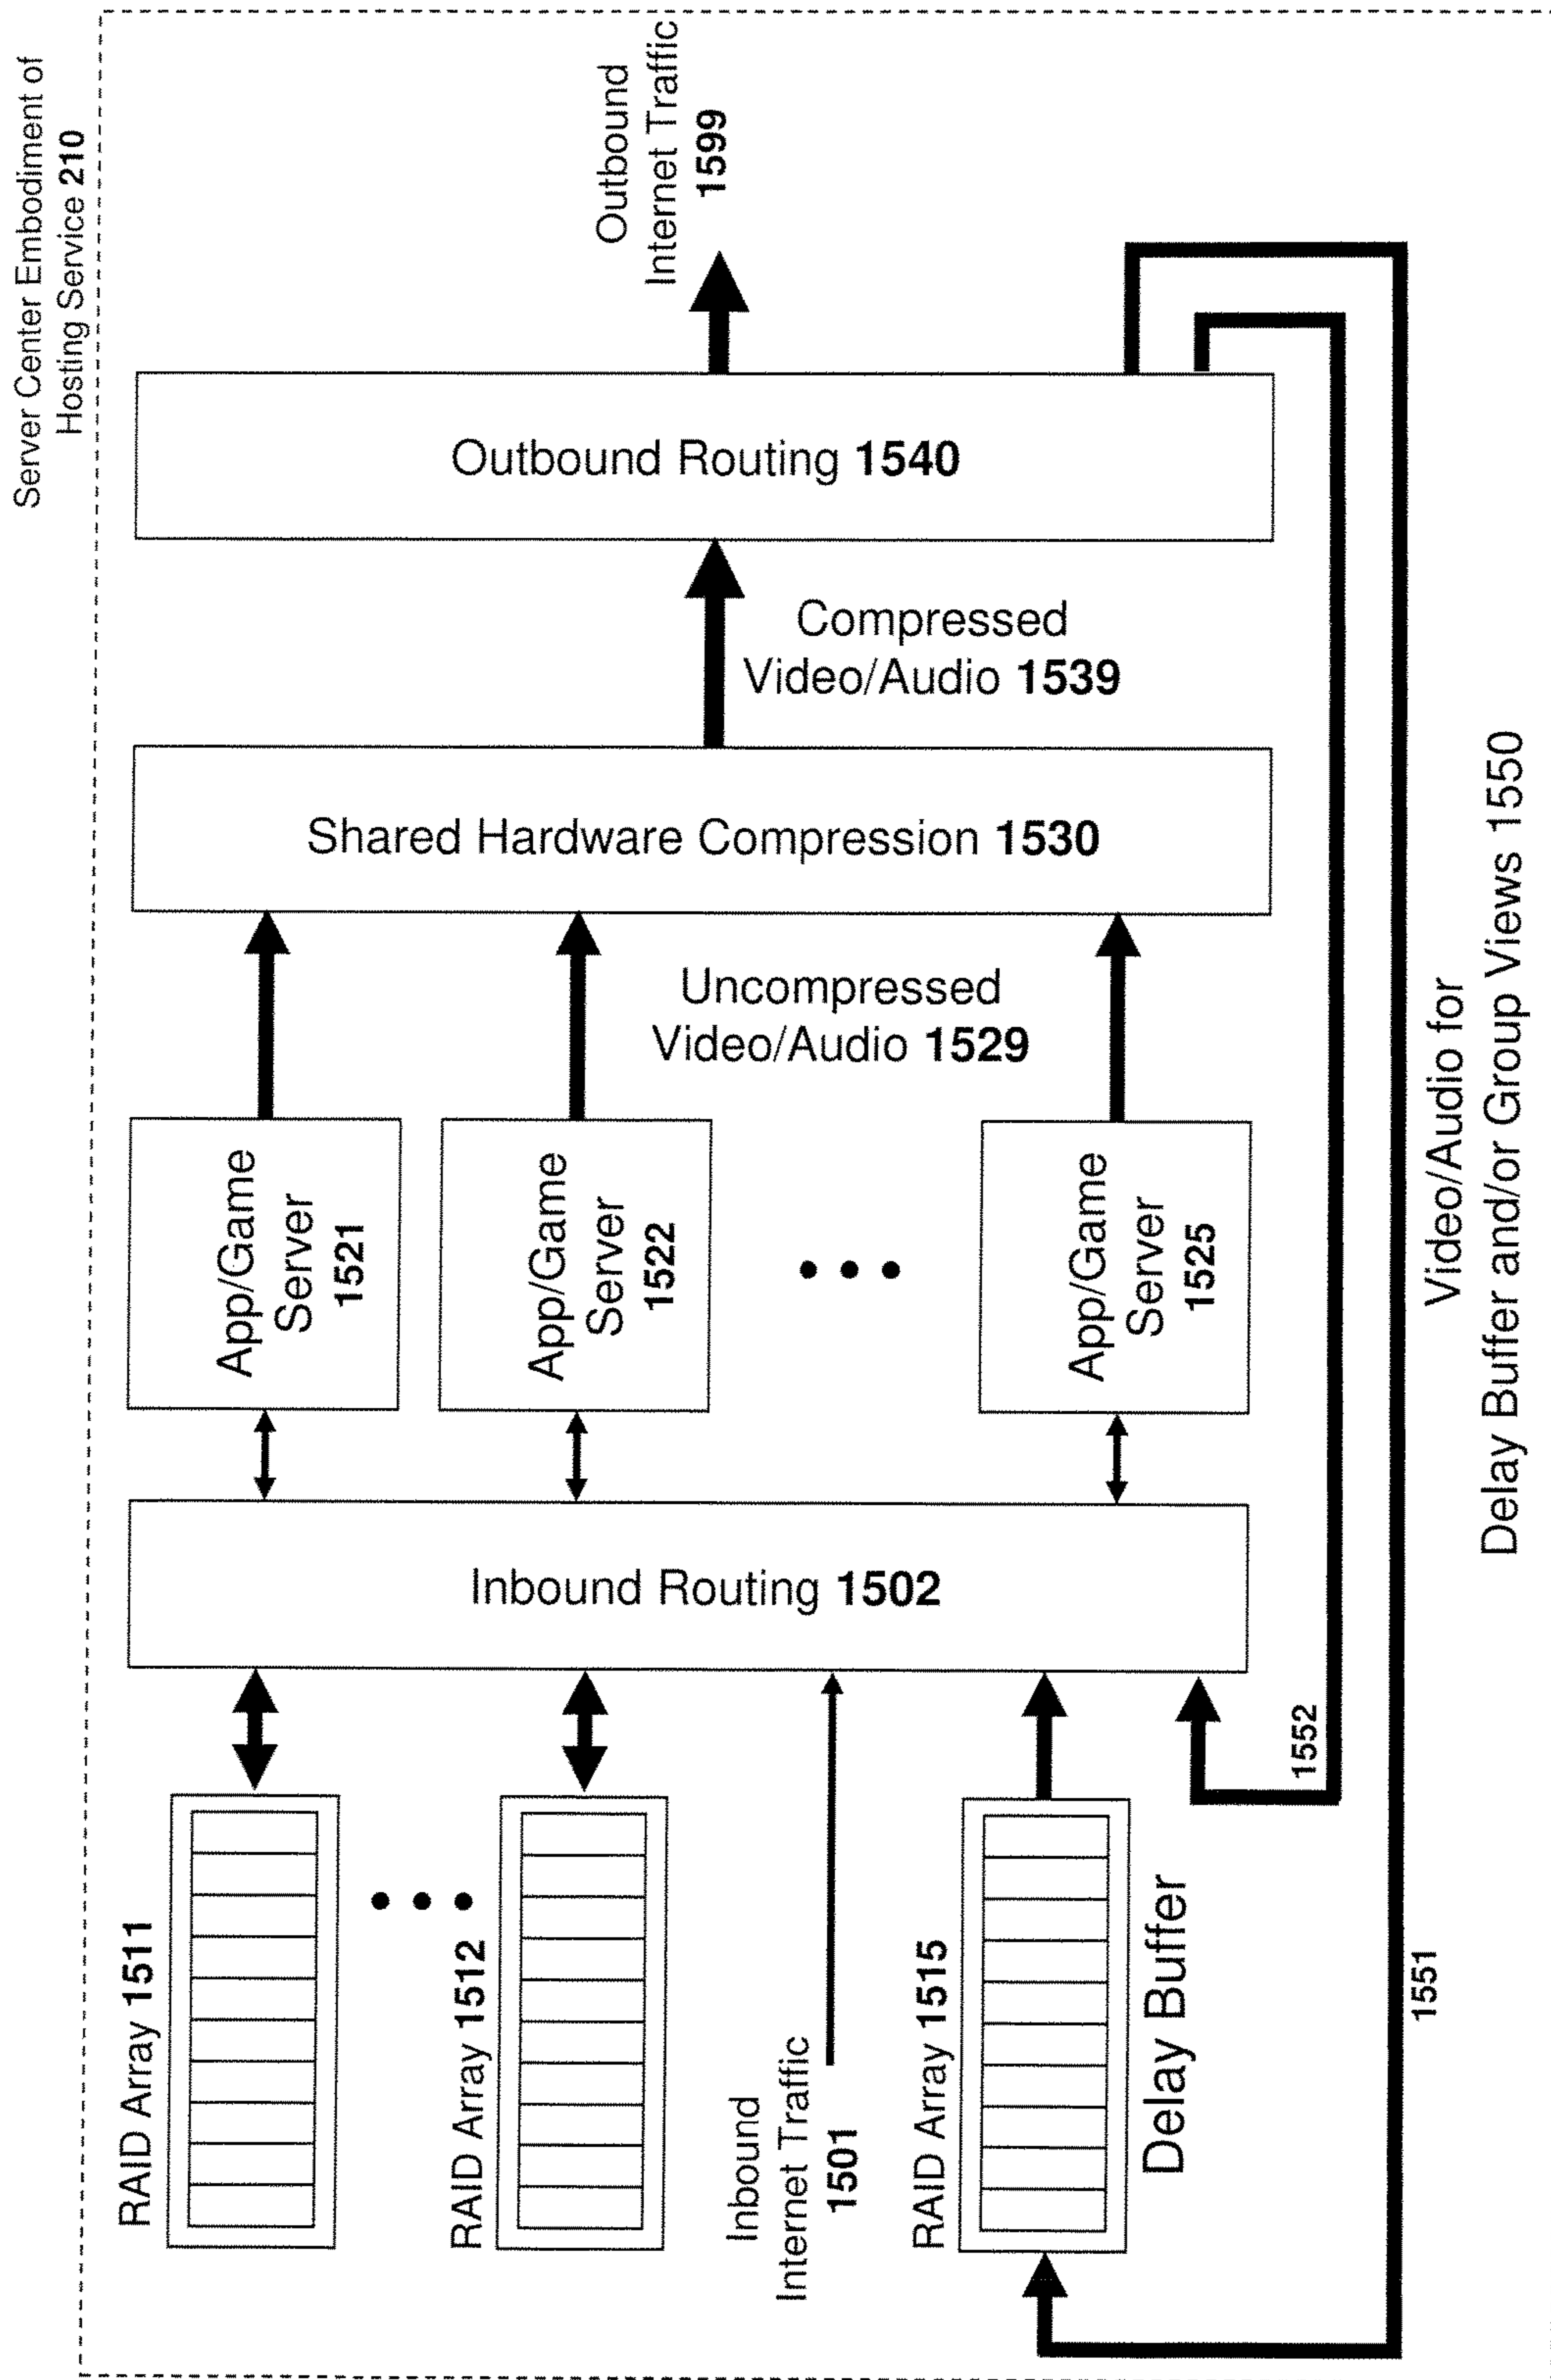 Server Center Embodiment of
Hosting Service 210
RAID Array 1511
RAID Array 1512
Inbound
Internet Traffic
1501
RAID Array 1515
Delay Buffer
Inbound Routing 1502
App/Game
Server
1521
App/Game
Server
1522
App/Game
Server
1525
Uncompressed
Video/Audio 1529
Shared Hardware Compression 1530
Compressed
Video/Audio 1539
Outbound Routing 1540
Outbound
Internet Traffic
1599
1552
1551
Video/Audio for
Delay Buffer and/or Group Views 1550